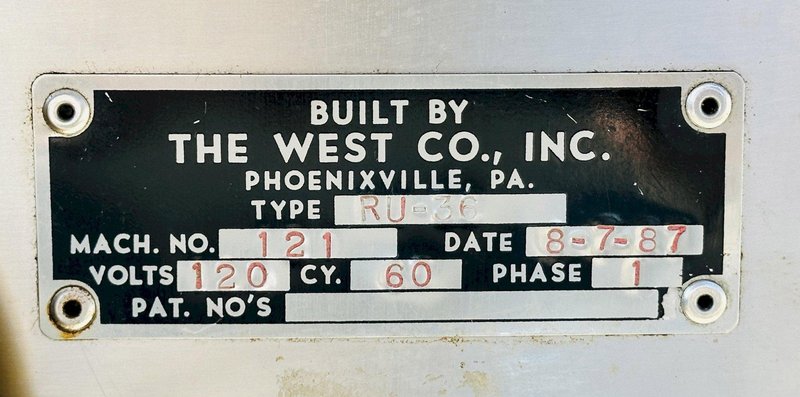 BUILT BY
THE WEST CO., INC.
PHOENIXVILLE, PA.
TYPE RU-36
MACH. NO. 121 DATE 8-7-87
VOLTS 120 CY. 60 PHASE 1
PAT. NO'S